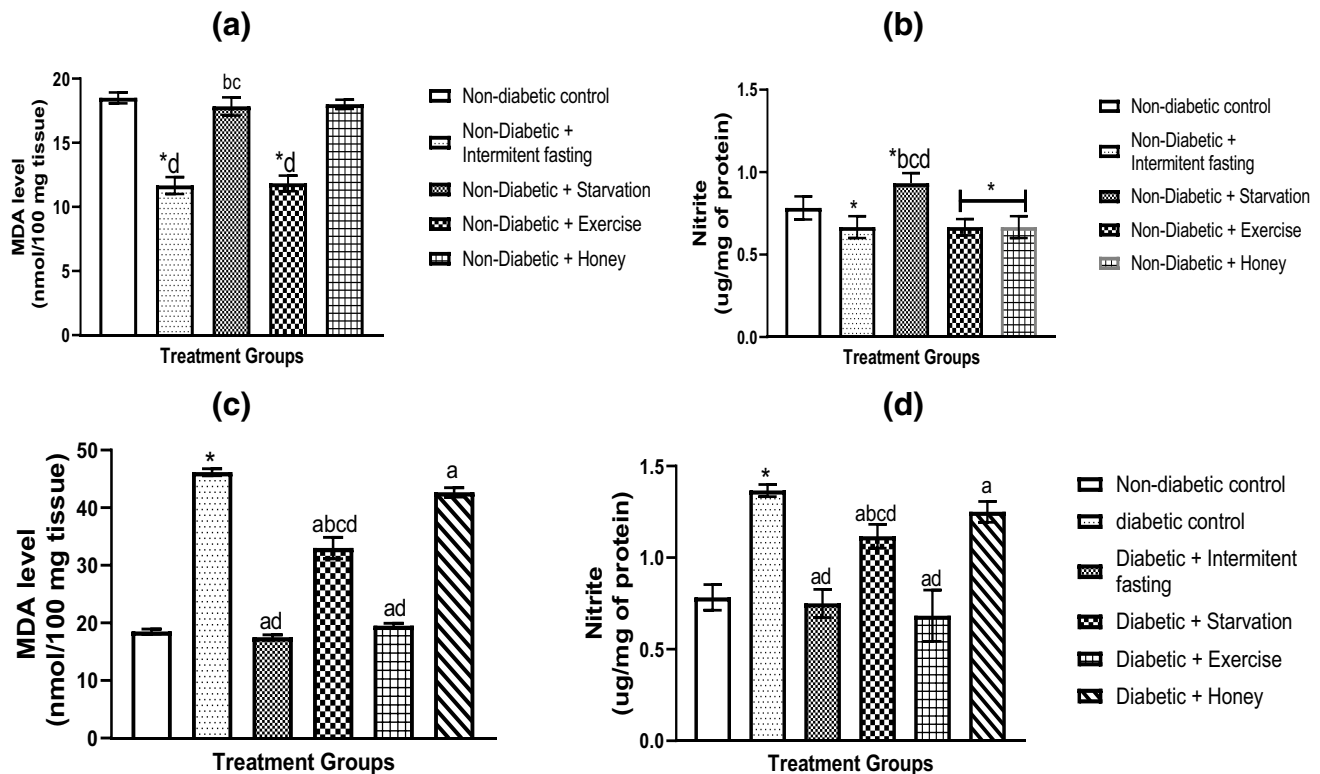 (a)
MDA level
(nmol/100 mg tissue)
20
15
10
5
0
*d
bc
*d
Treatment Groups
Non-diabetic control
Non-Diabetic +
Intermitent fasting
Non-Diabetic + Starvation
Non-Diabetic + Exercise
Non-Diabetic + Honey
(b)
Nitrite
(ug/mg of protein)
1.5
1.0
0.5
0.0
*
*bcd
*
Treatment Groups
Non-diabetic control
Non-Diabetic +
Intermitent fasting
Non-Diabetic + Starvation
Non-Diabetic + Exercise
Non-Diabetic + Honey
(c)
MDA level
(nmol/100 mg tissue)
50
40
30
20
10
0
*
ad
abcd
ad
a
Treatment Groups
(d)
Nitrite
(ug/mg of protein)
1.5
1.0
0.5
0.0
*
ad
abcd
ad
a
Treatment Groups
Non-diabetic control
diabetic control
Diabetic + Intermitent
fasting
Diabetic + Starvation
Diabetic + Exercise
Diabetic + Honey